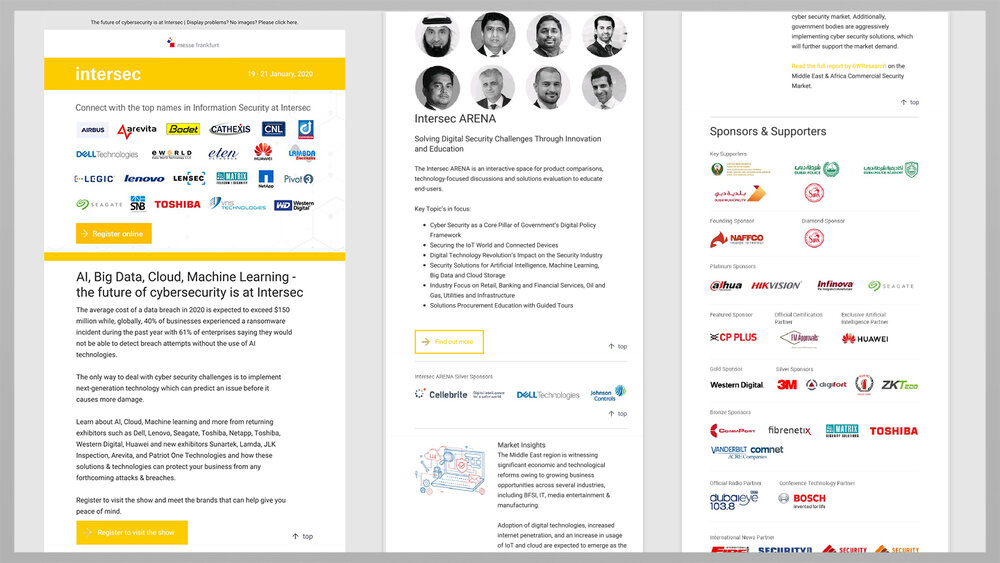 The future of cybersecurity is at Intersec | Display problems? No images? Please click here.
messe frankfurt
intersec
19 - 21 January, 2020
Connect with the top names in Information Security at Intersec
AIRBUS
arevita
Bodet
CATHEXIS
CNL
DELLTechnologies
eWORLD
eten
HUAWEI
LAMBDA
LEGIC
lenovo
LENSEC
MATRIX
NetApp
Pivot3
SEAGATE
SNB
TOSHIBA
VNS TECHNOLOGIES
WD Western Digital
Register online
AI, Big Data, Cloud, Machine Learning -
the future of cybersecurity is at Intersec
The average cost of a data breach in 2020 is expected to exceed $150
million while, globally, 40% of businesses experienced a ransomware
incident during the past year with 61% of enterprises saying they would
not be able to detect breach attempts without the use of AI
technologies.
The only way to deal with cyber security challenges is to implement
next-generation technology which can predict an issue before it
causes more damage.
Learn about AI, Cloud, Machine learning and more from returning
exhibitors such as Dell, Lenovo, Seagate, Toshiba, Netapp, Toshiba,
Western Digital, Huawei and new exhibitors Sunartek, Lamda, JLK
Inspection, Arevita, and Patriot One Technologies and how these
solutions & technologies can protect your business from any
forthcoming attacks & breaches.
Register to visit the show and meet the brands that can help give you
peace of mind.
Register to visit the show
top
Intersec ARENA
Solving Digital Security Challenges Through Innovation
and Education
The Intersec ARENA is an interactive space for product comparisons,
technology-focused discussions and solutions evaluation to educate
end-users.
Key Topic's in focus:
Cyber Security as a Core Pillar of Government's Digital Policy
Framework
Securing the IoT World and Connected Devices
Digital Technology Revolution's Impact on the Security Industry
Security Solutions for Artificial Intelligence, Machine Learning,
Big Data and Cloud Storage
Industry Focus on Retail, Banking and Financial Services, Oil and
Gas, Utilities and Infrastructure
Solutions Procurement Education with Guided Tours
Find out more
top
Intersec ARENA Silver Sponsors
Cellebrite Digital intelligence for a safer world
DELLTechnologies
Johnson Controls
top
Market Insights
The Middle East region is witnessing
significant economic and technological
reforms owing to growing business
opportunities across several industries,
including BFSI, IT, media entertainment &
manufacturing.
Adoption of digital technologies, increased
internet penetration, and an increase in usage
of IoT and cloud are expected to emerge as the
cyber security market. Additionally,
government bodies are aggressively
implementing cyber security solutions, which
will further support the market demand.
Read the full report by 6WResearch on the
Middle East & Africa Commercial Security
Market.
top
Sponsors & Supporters
Key Supporters
DUBAI POLICE
DUBAI POLICE ACADEMY
بلدية دبي
DUBAI MUNICIPALITY
Founding Sponsor
Diamond Sponsor
NAFFCO
Platinum Sponsors
alhua
HIKVISION
Infinova
SEAGATE
Featured Sponsor
Official Certification
Partner
Exclusive Artificial
Intelligence Partner
CP PLUS
FM Approvals
HUAWEI
Gold Sponsor
Silver Sponsors
Western Digital
3M
digifort
ZKTeco
Bronze Sponsors
COMMPORT
fibrenetix
MATRIX
SECURITY SOLUTIONS
TOSHIBA
VANDERBILT comnet
ACRE Companies
Official Radio Partner
Conference Technology Partner
dubaieye
103.8
BOSCH
Invented for life
International News Partner
FIRE
SECURITY
SECURITY
SECURITY